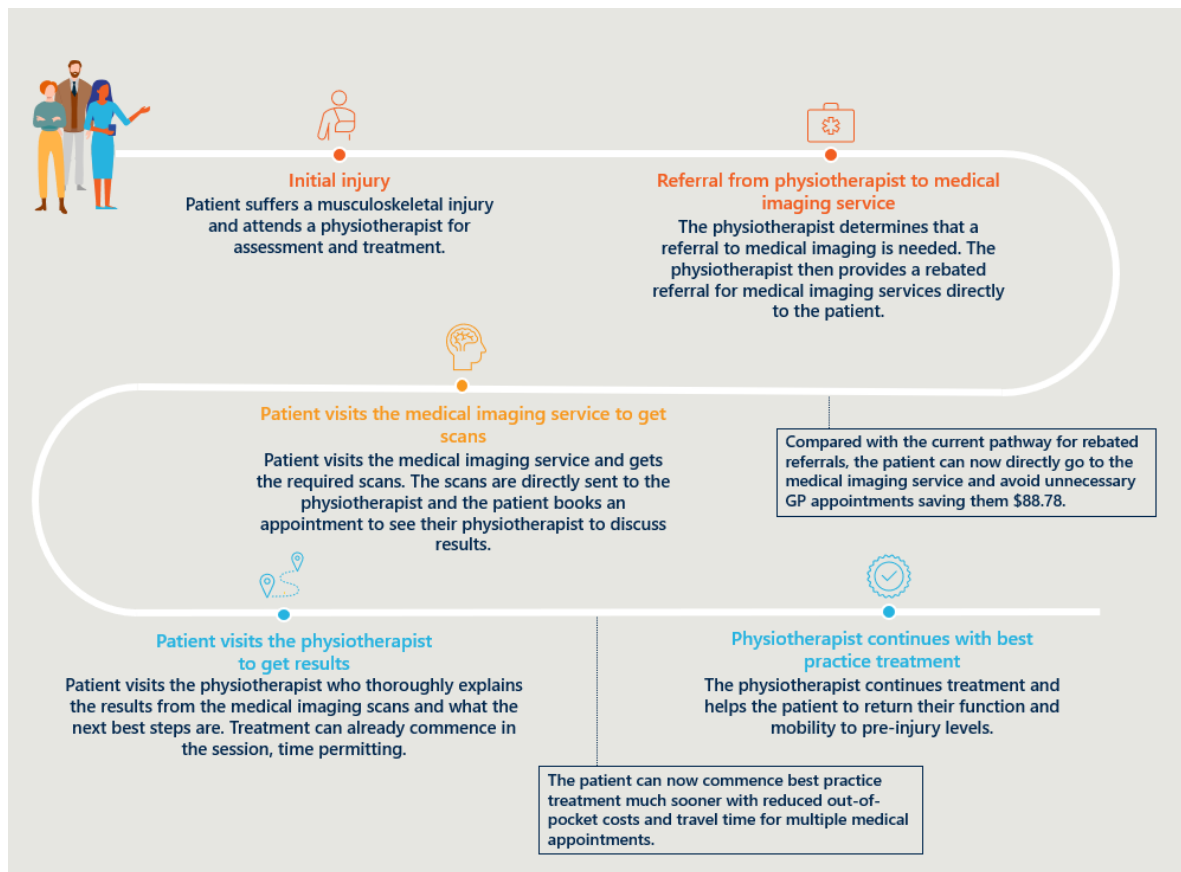 Initial injury
Patient suffers a musculoskeletal injury
and attends a physiotherapist for
assessment and treatment.
Referral from physiotherapist to medical
imaging service
The physiotherapist determines that a
referral to medical imaging is needed. The
physiotherapist then provides a rebated
referral for medical imaging services directly
to the patient.
Patient visits the medical imaging service to get
scans
Patient visits the medical imaging service and gets
the required scans. The scans are directly sent to the
physiotherapist and the patient books an
appointment to see their physiotherapist to discuss
results.
Compared with the current pathway for rebated
referrals, the patient can now directly go to the
medical imaging service and avoid unnecessary
GP appointments saving them $88.78.
Patient visits the physiotherapist
to get results
Patient visits the physiotherapist who thoroughly explains
the results from the medical imaging scans and what the
next best steps are. Treatment can already commence in
the session, time permitting.
Physiotherapist continues with best
practice treatment
The physiotherapist continues treatment and
helps the patient to return their function and
mobility to pre-injury levels.
The patient can now commence best practice
treatment much sooner with reduced out-of-
pocket costs and travel time for multiple medical
appointments.